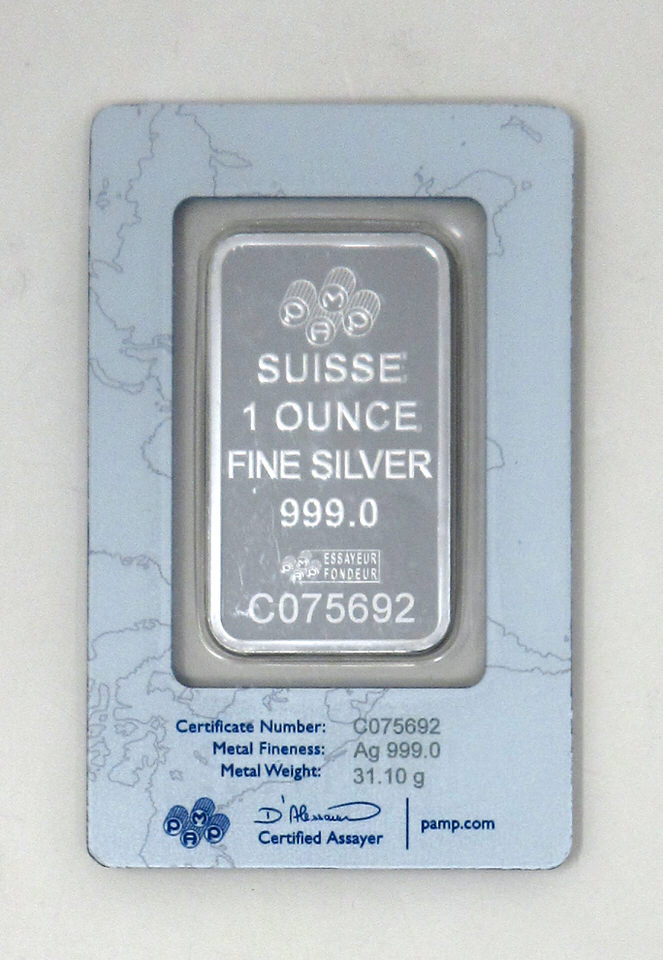 P A M P
SUISSE
1 OUNCE
FINE SILVER
999.0
PAMP ESSAYEUR
FONDEUR
C075692
Certificate Number: C075692
Metal Fineness: Ag 999.0
Metal Weight: 31.10 g
PAMP
D'Alessandro
Certified Assayer
pamp.com